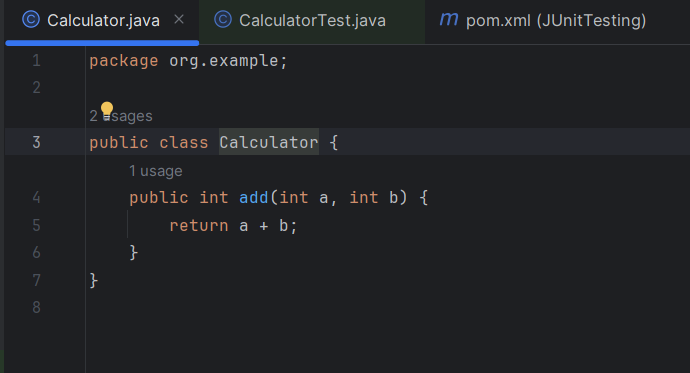 Calculator.java CalculatorTest.java pom.xml (JUnitTesting)
1 package org.example;
2
2 usages
3 public class Calculator {
1 usage
4 public int add(int a, int b) {
5 return a + b;
6 }
7 }
8